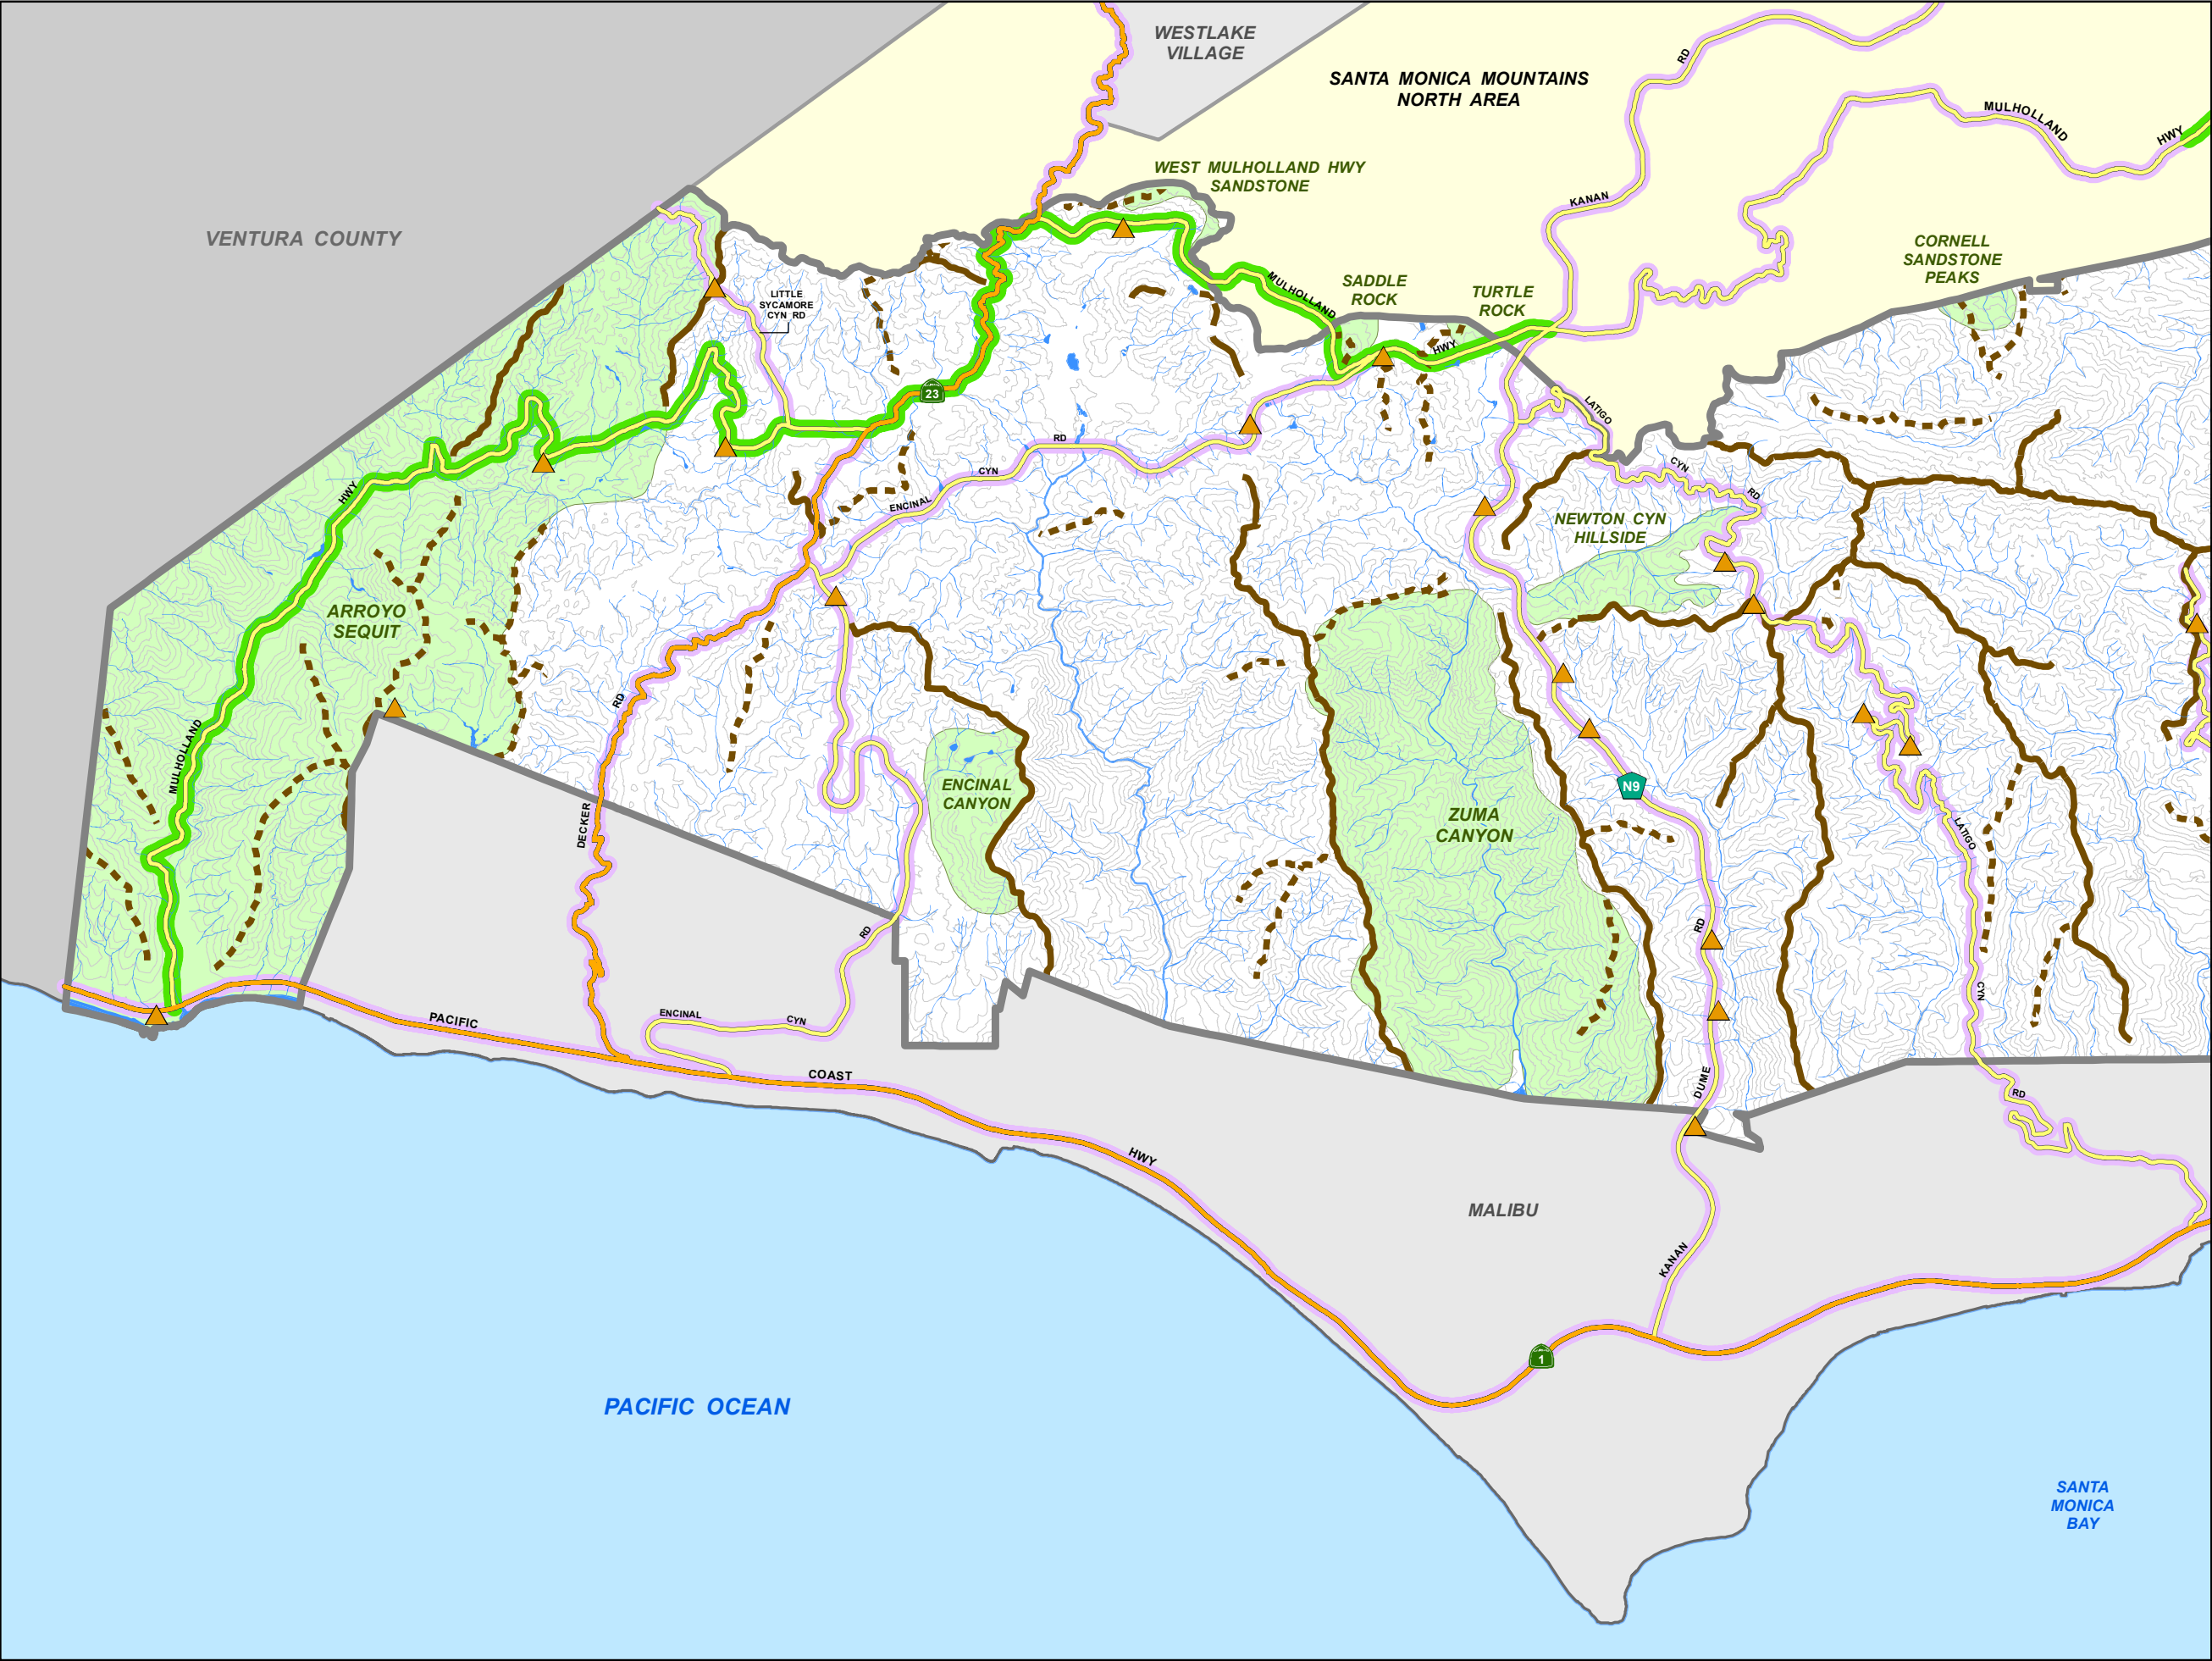 WESTLAKE
VILLAGE
SANTA MONICA MOUNTAINS
NORTH AREA
RD
MULHOLLAND
HWY
WEST MULHOLLAND HWY
SANDSTONE
KANAN
VENTURA COUNTY
CORNELL
SANDSTONE
PEAKS
SADDLE
ROCK
TURTLE
ROCK
MULHOLLAND
HWY
LITTLE
SYCAMORE
CYN RD
23
LATIGO
CYN
RD
RD
CYN
ENCINAL
HWY
NEWTON CYN
HILLSIDE
ARROYO
SEQUIT
RD
MULHOLLAND
DECKER
ENCINAL
CANYON
N9
ZUMA
CANYON
LATIGO
RD
RD
CYN
ENCINAL
CYN
PACIFIC
COAST
DUME
RD
HWY
MALIBU
KANAN
1
PACIFIC OCEAN
SANTA
MONICA
BAY